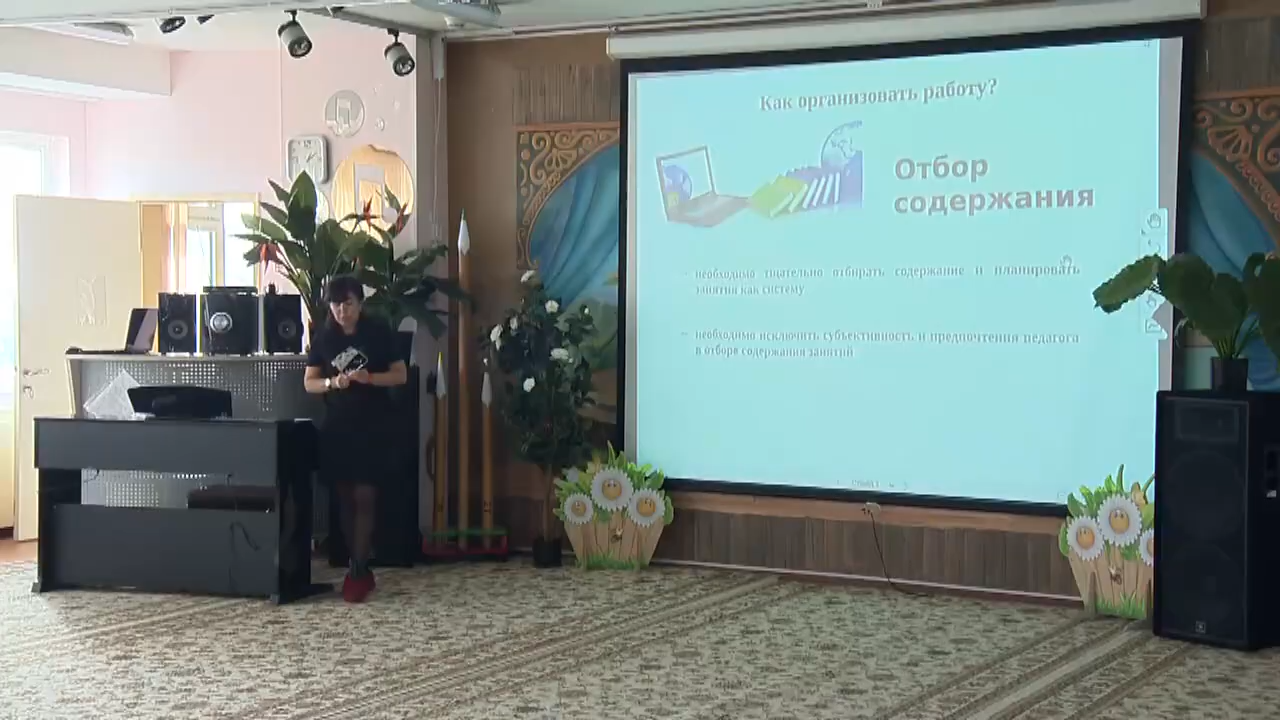 Как организовать работу?
Отбор
содержания
– необходимо тщательно отбирать содержание и планировать
занятия как систему
– необходимо исключить субъективность и предпочтения педагога
в отборе содержания занятий